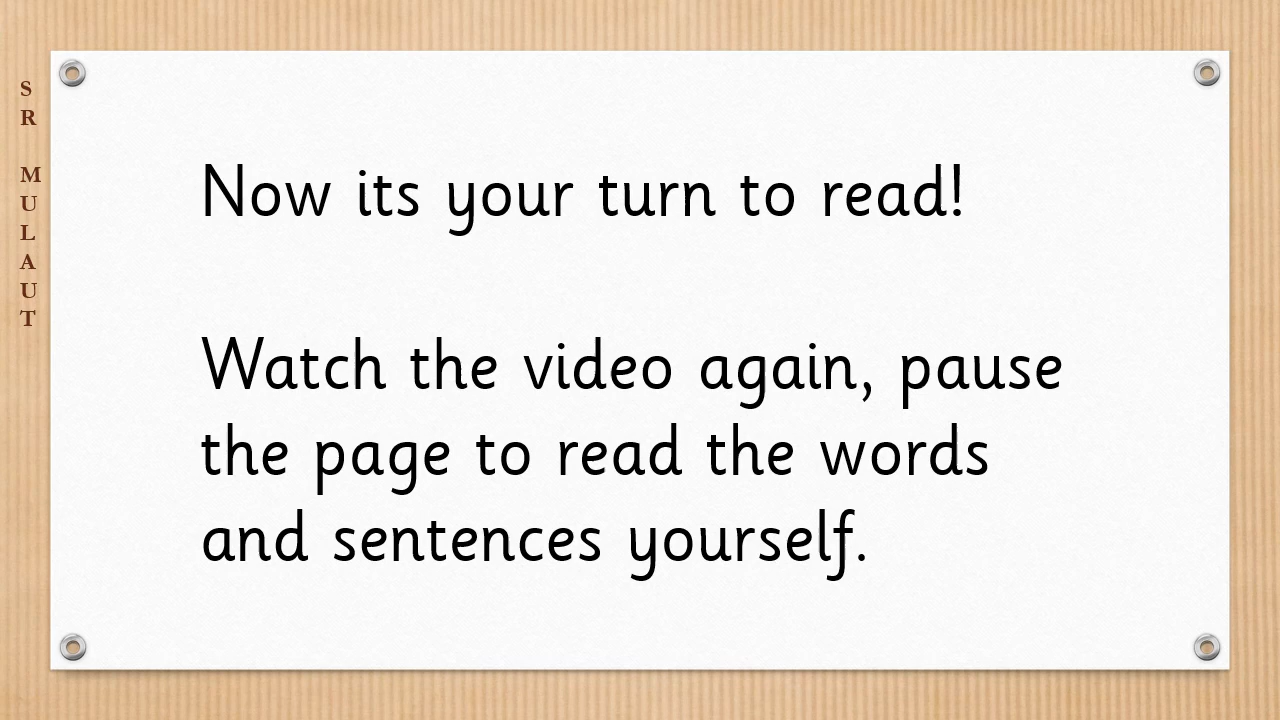 SR MULAUT
Now its your turn to read!
Watch the video again, pause
the page to read the words
and sentences yourself.